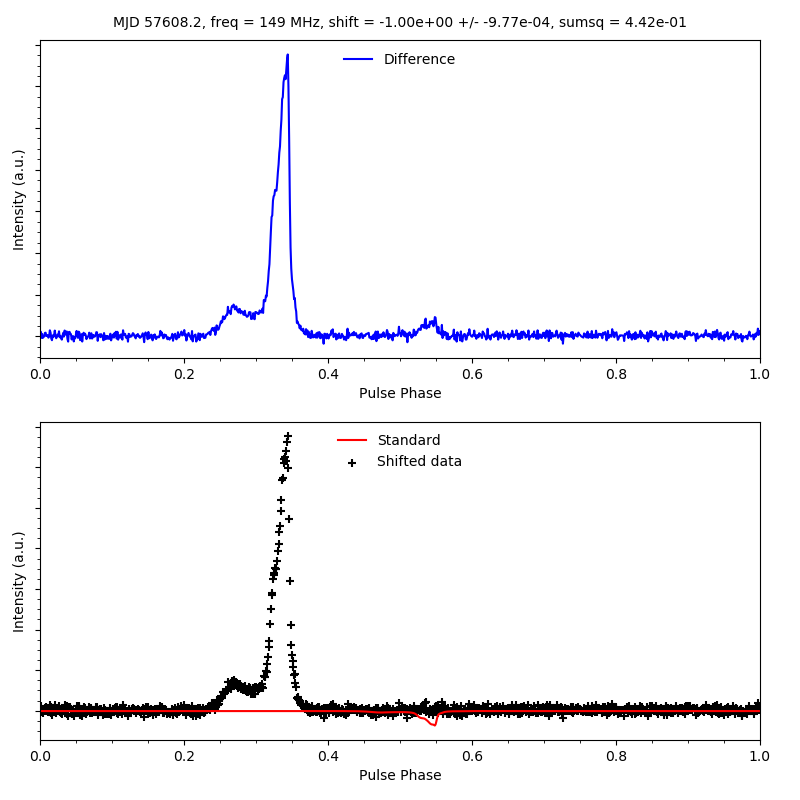 MJD 57608.2, freq = 149 MHz, shift = -1.00e+00 +/- -9.77e-04, sumsq = 4.42e-01
Difference
Intensity (a.u.)
0.0 0.2 0.4 0.6 0.8 1.0
Pulse Phase
Standard
Shifted data
Intensity (a.u.)
0.0 0.2 0.4 0.6 0.8 1.0
Pulse Phase